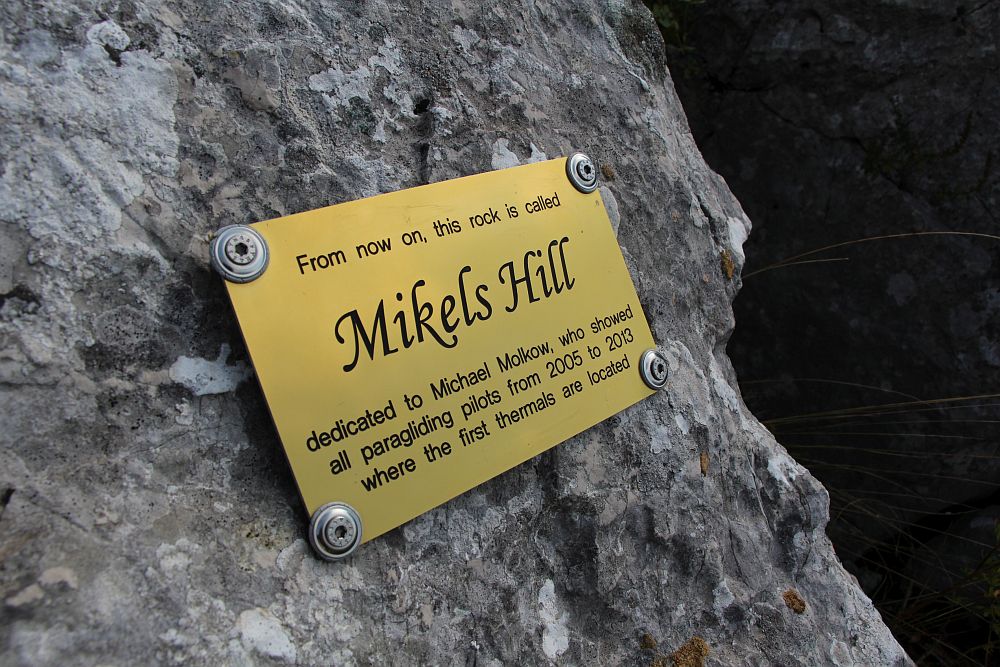 From now on, this rock is called
Mikels Hill
dedicated to Michael Molkow, who showed
all paragliding pilots from 2005 to 2013
where the first thermals are located